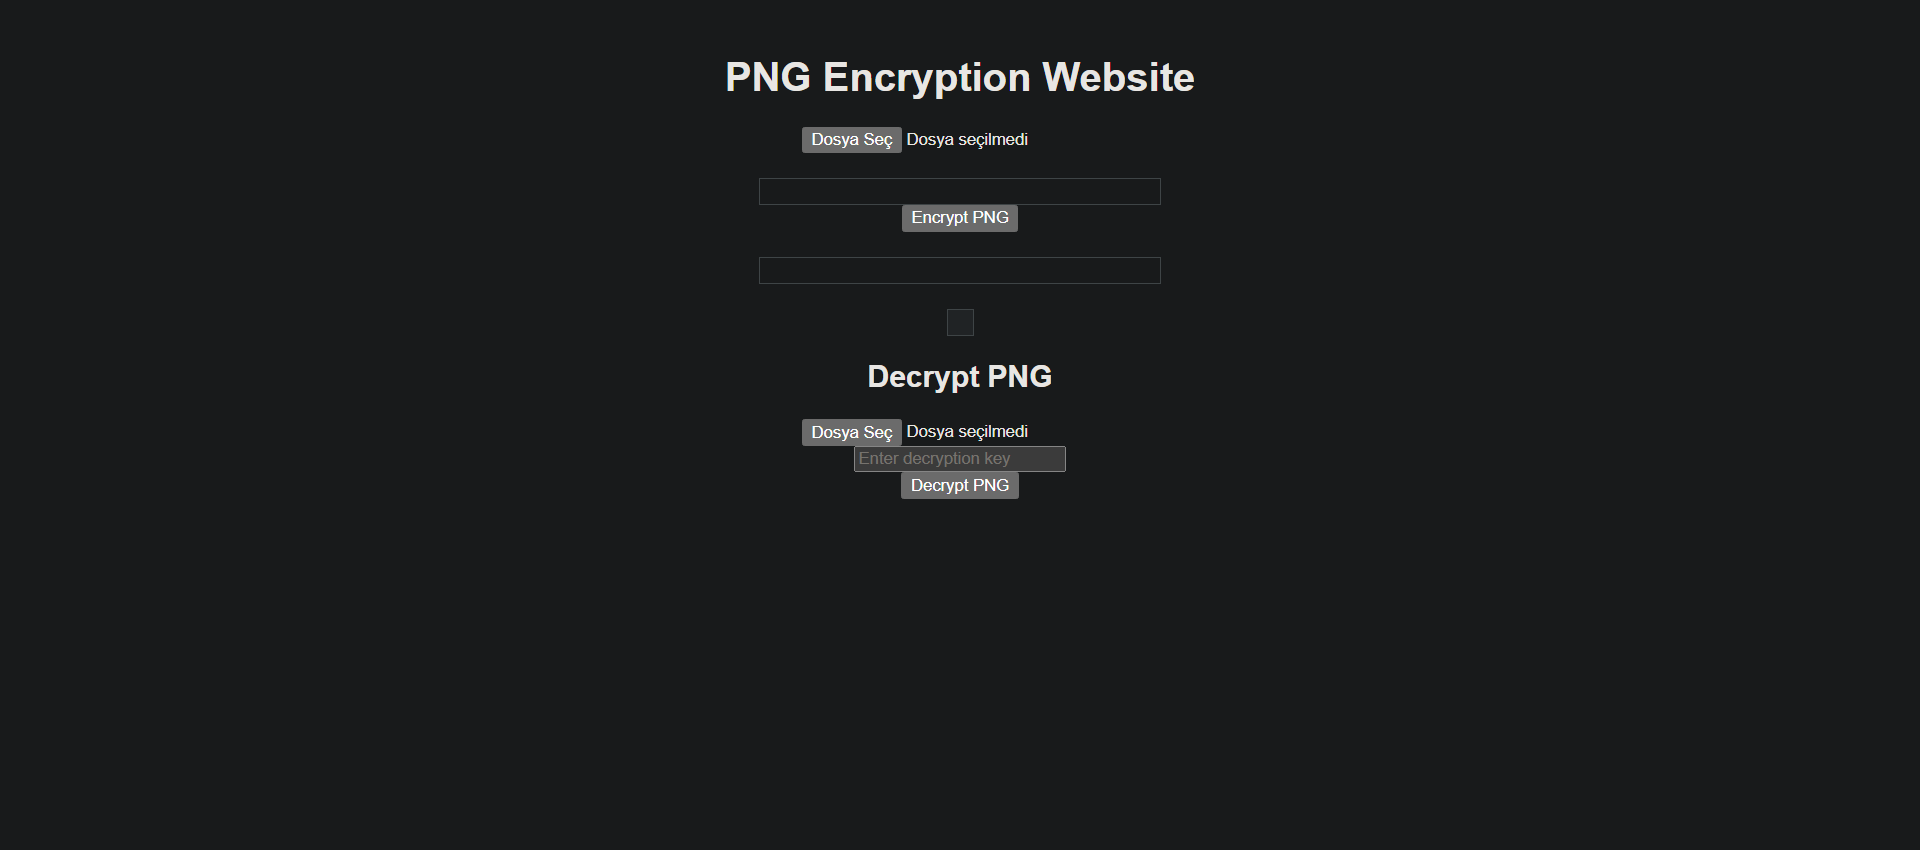 PNG Encryption Website
Dosya Seç Dosya seçilmedi
Encrypt PNG
Decrypt PNG
Dosya Seç Dosya seçilmedi
Enter decryption key
Decrypt PNG